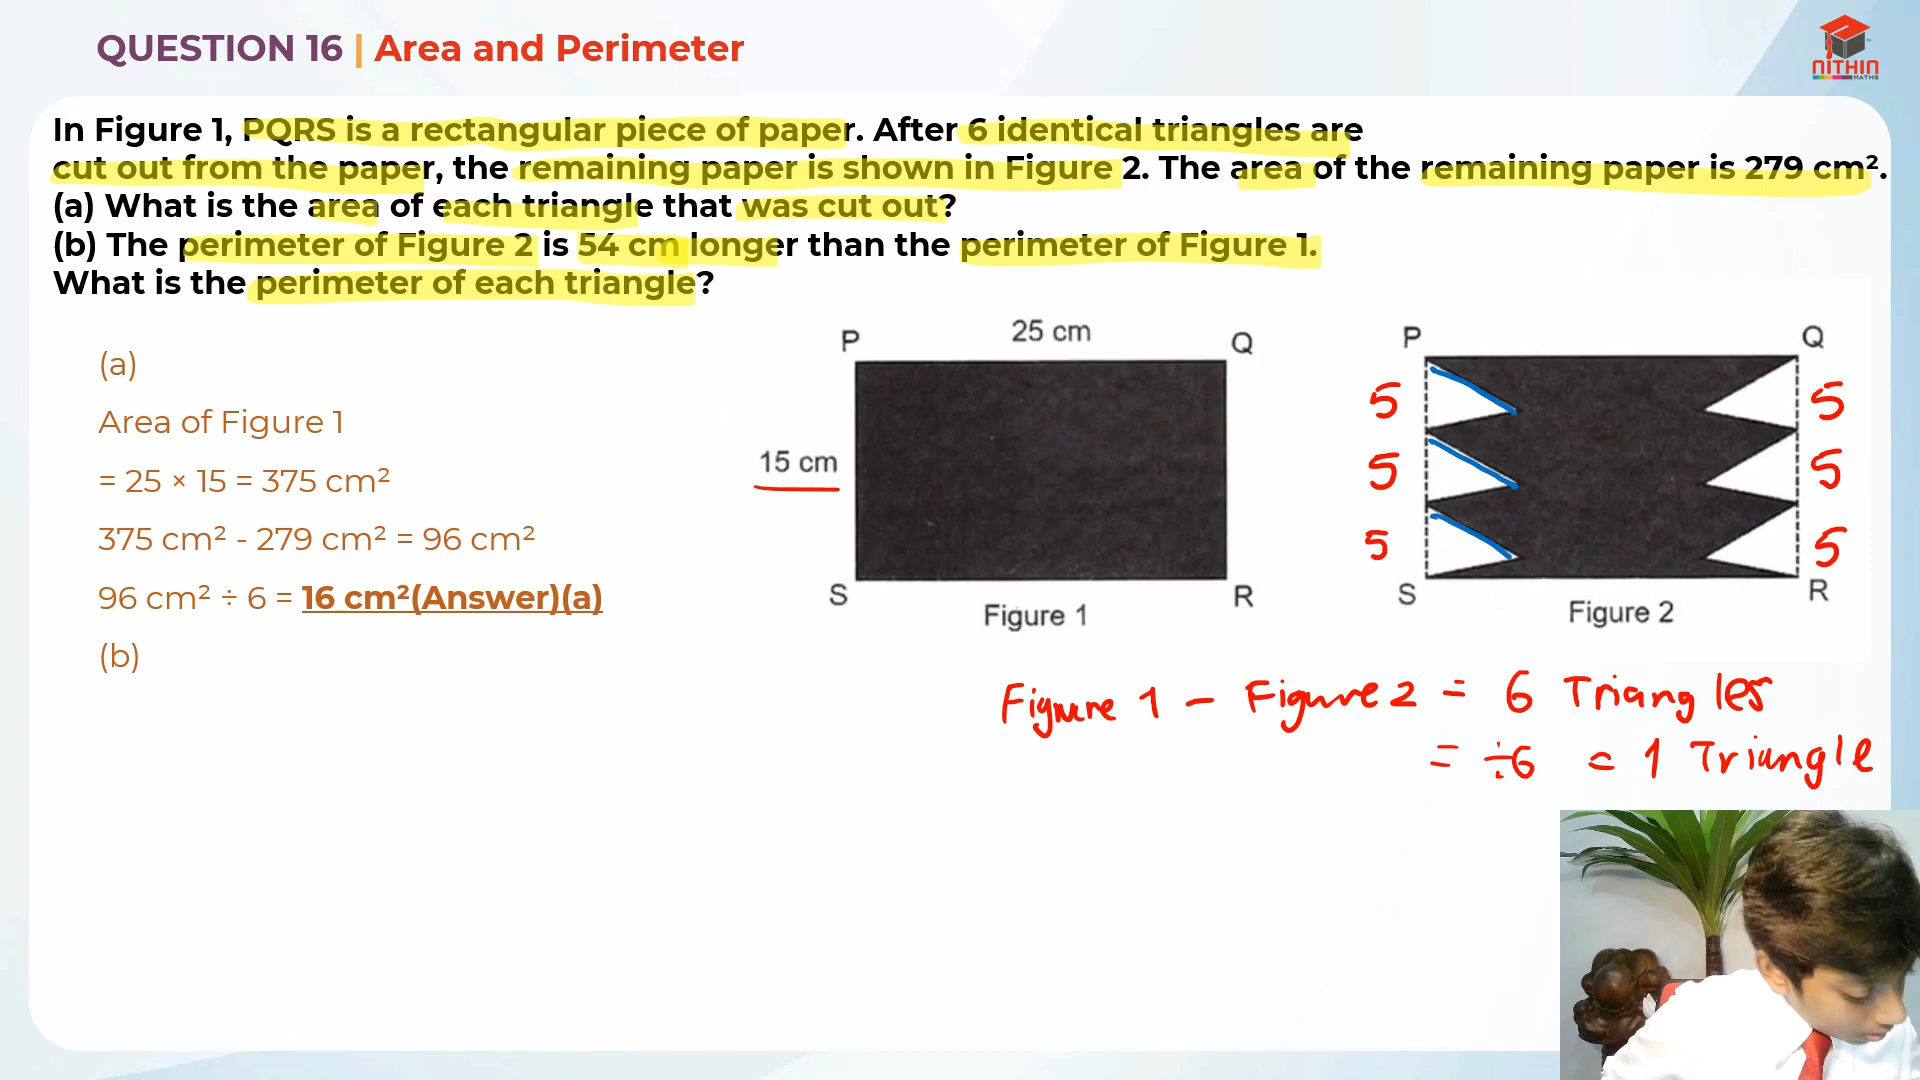 QUESTION 16 | Area and Perimeter
NITHIN
MATHS
In Figure 1, PQRS is a rectangular piece of paper. After 6 identical triangles are
cut out from the paper, the remaining paper is shown in Figure 2. The area of the remaining paper is 279 cm².
(a) What is the area of each triangle that was cut out?
(b) The perimeter of Figure 2 is 54 cm longer than the perimeter of Figure 1.
What is the perimeter of each triangle?
(a)
Area of Figure 1
= 25 × 15 = 375 cm²
375 cm² - 279 cm² = 96 cm²
96 cm² ÷ 6 = 16 cm²(Answer)(a)
(b)
P 25 cm Q
15 cm
S R
Figure 1
P Q
5 5
5 5
5 5
S R
Figure 2
Figure 1 - Figure 2 = 6 Triangles
= ÷6 = 1 Triangle